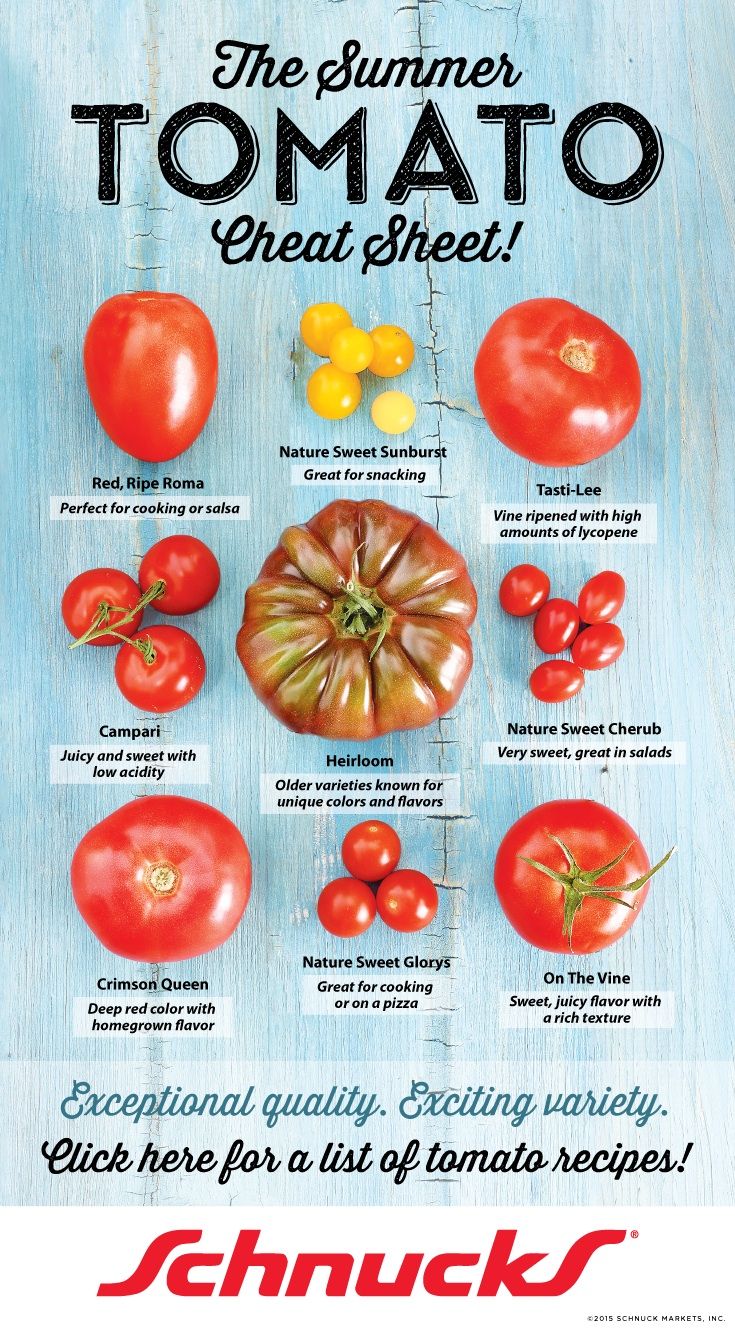 The Summer
TOMATO
Cheat Sheet!
Red, Ripe Roma
Perfect for cooking or salsa
Nature Sweet Sunburst
Great for snacking
Tasti-Lee
Vine ripened with high
amounts of lycopene
Campari
Juicy and sweet with
low acidity
Heirloom
Older varieties known for
unique colors and flavors
Nature Sweet Cherub
Very sweet, great in salads
Crimson Queen
Deep red color with
homegrown flavor
Nature Sweet Glorys
Great for cooking
or on a pizza
On The Vine
Sweet, juicy flavor with
a rich texture
Exceptional quality. Exciting variety.
Click here for a list of tomato recipes!
Schnucks®
©2015 SCHNUCK MARKETS, INC.